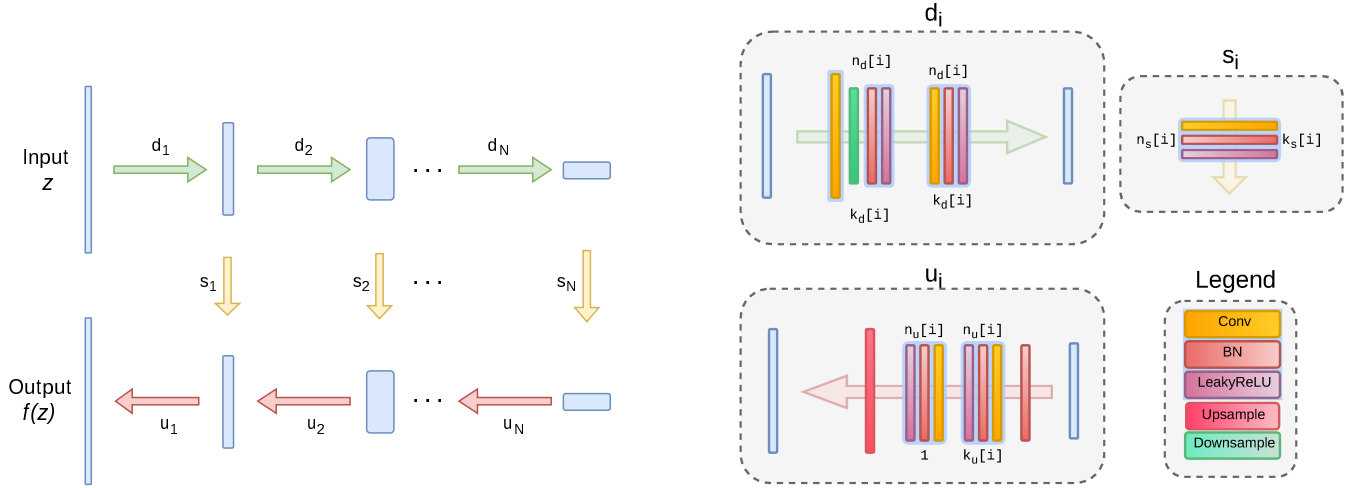 Input
z
d1
d2
. . .
dN
s1
s2
. . .
sN
Output
f(z)
u1
u2
. . .
uN
di
nd[i]
nd[i]
kd[i]
kd[i]
si
ns[i]
ks[i]
ui
nu[i]
nu[i]
1
ku[i]
Legend
Conv
BN
LeakyReLU
Upsample
Downsample